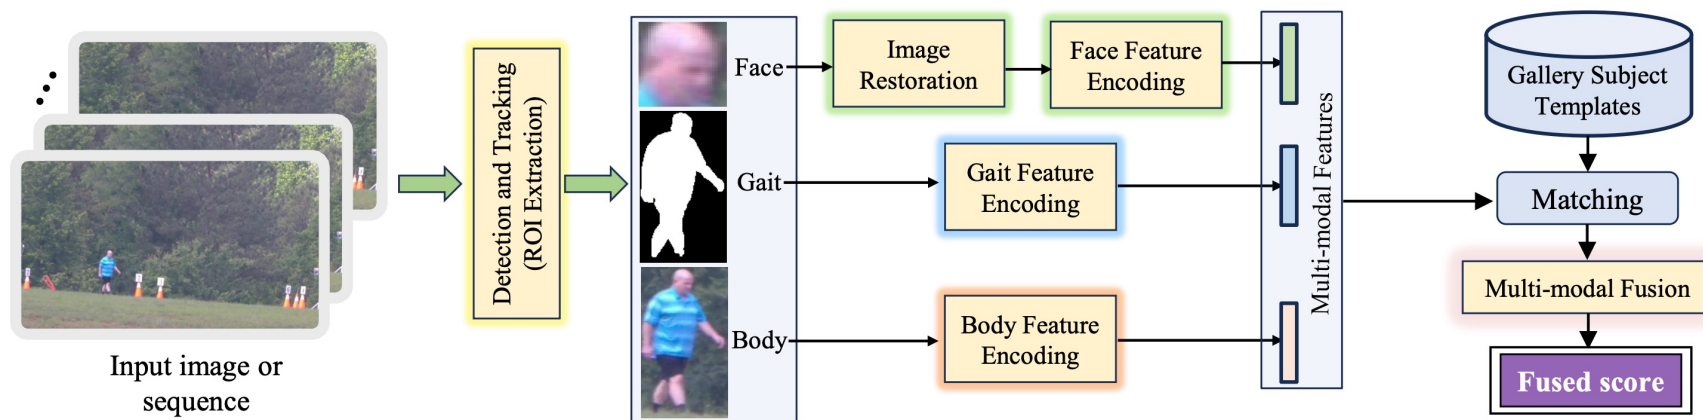 Input image or
sequence
Detection and Tracking
(ROI Extraction)
Face
Gait
Body
Image
Restoration
Face Feature
Encoding
Gait Feature
Encoding
Body Feature
Encoding
Multi-modal Features
Gallery Subject
Templates
Matching
Multi-modal Fusion
Fused score